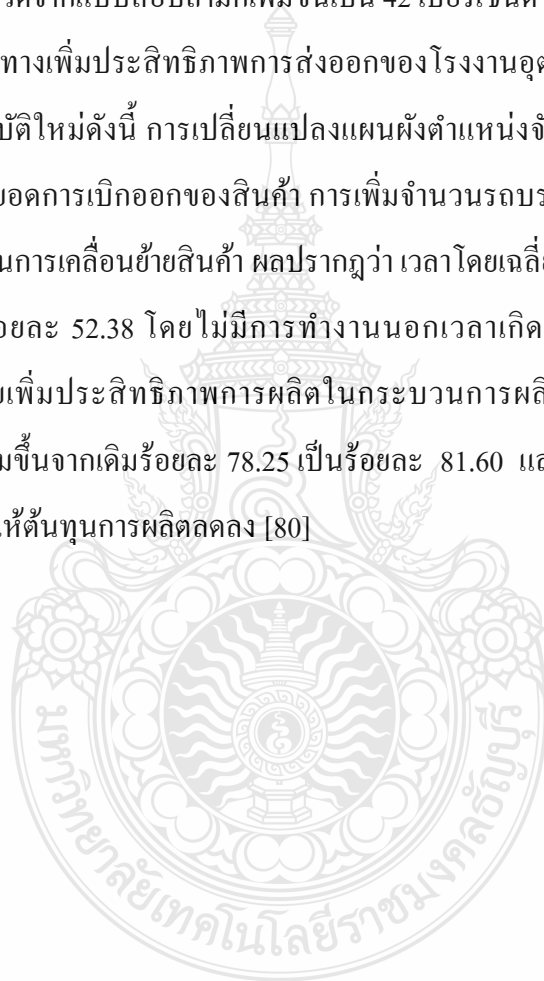 ทางเพิ่มประสิทธิภาพการส่งออกของโรงงานอุต
บัติใหม่ดังนี้ การเปลี่ยนแปลงแผนผังตำแหน่งจั
ยอดการเบิกออกของสินค้า การเพิ่มจำนวนรถบร
นการเคลื่อนย้ายสินค้า ผลปรากฎว่า เวลาโดยเฉลี่ย
อยละ 52.38 โดยไม่มีการทำงานนอกเวลาเกิด
ยเพิ่มประสิทธิภาพการผลิตในกระบวนการผลิ
มขึ้นจากเดิมร้อยละ 78.25 เป็นร้อยละ 81.60 แล
ห้ต้นทุนการผลิตลดลง [80]
มหาวิทยาลัยเทคโนโลยีราชมงคลธัญบุรี